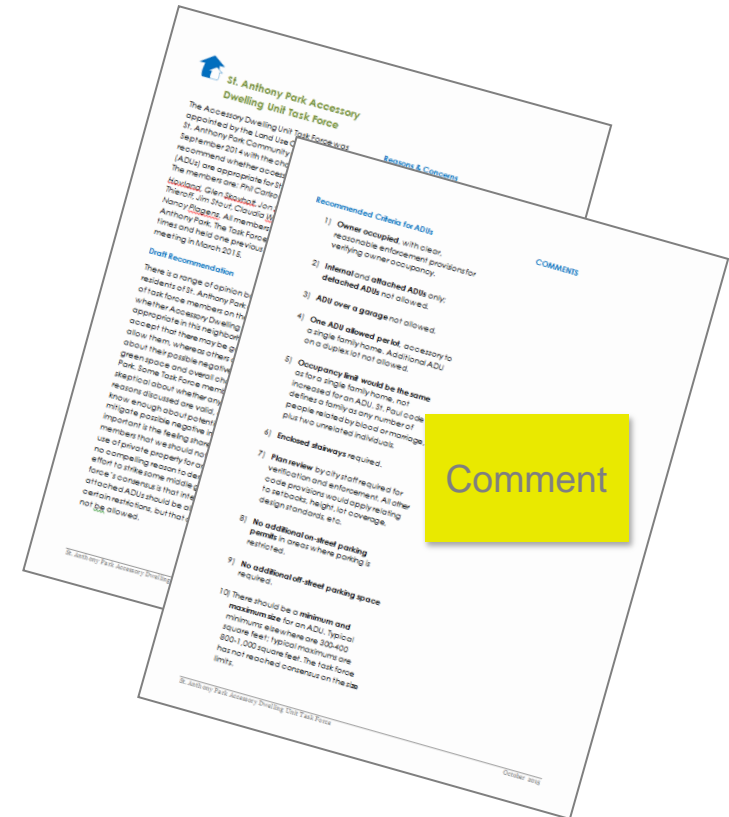 St. Anthony Park Accessory
Dwelling Unit Task Force
The Accessory Dwelling Unit Task Force was
appointed by the Land Use
St. Anthony Park Community
September 2014 with the
recommend whether
(ADUs) are appropriate for
The members are: Phil
Hovland, Glen Skovholt, Jon
Thieroff, Jim Stout, Claudia
Nancy Plagens. All members
Anthony Park. The Task Force
times and held one previous
meeting in March 2015.
Draft Recommendation
There is a range of opinion
residents of St. Anthony Park
of task force members on
whether Accessory Dwelling
appropriate in this
accept that there may be
allow them, whereas others
about their possible
green space and overall
Park. Some Task Force
skeptical about whether any
reasons discussed are valid,
know enough about
mitigate possible negative
important is the feeling
members that we should not
use of private property for
no compelling reason to
effort to strike some middle
force's consensus is that
attached ADUs should be
certain restrictions, but that
not be allowed.
St. Anthony Park Accessory
Reasons & Concerns
Recommended Criteria for ADUs
1) Owner occupied, with clear,
reasonable enforcement provisions for
verifying owner occupancy.
2) Internal and attached ADUs only;
detached ADUs not allowed.
3) ADU over a garage not allowed.
4) One ADU allowed per lot, accessory to
a single family home. Additional ADU
on a duplex lot not allowed.
5) Occupancy limit would be the same
as for a single family home, not
increased for an ADU. St. Paul code
defines a family as any number of
people related by blood or marriage,
plus two unrelated individuals.
6) Enclosed stairways required.
7) Plan review by city staff required for
verification and enforcement. All other
code provisions would apply relating
to setbacks, height, lot coverage,
design standards, etc.
8) No additional on-street parking
permits in areas where parking is
restricted.
9) No additional off-street parking space
required.
10) There should be a minimum and
maximum size for an ADU. Typical
minimums elsewhere are 300-400
square feet; typical maximums are
800-1,000 square feet. The task force
has not reached consensus on the size
limits.
COMMENTS
Comment
St. Anthony Park Accessory Dwelling Unit Task Force
October 2015